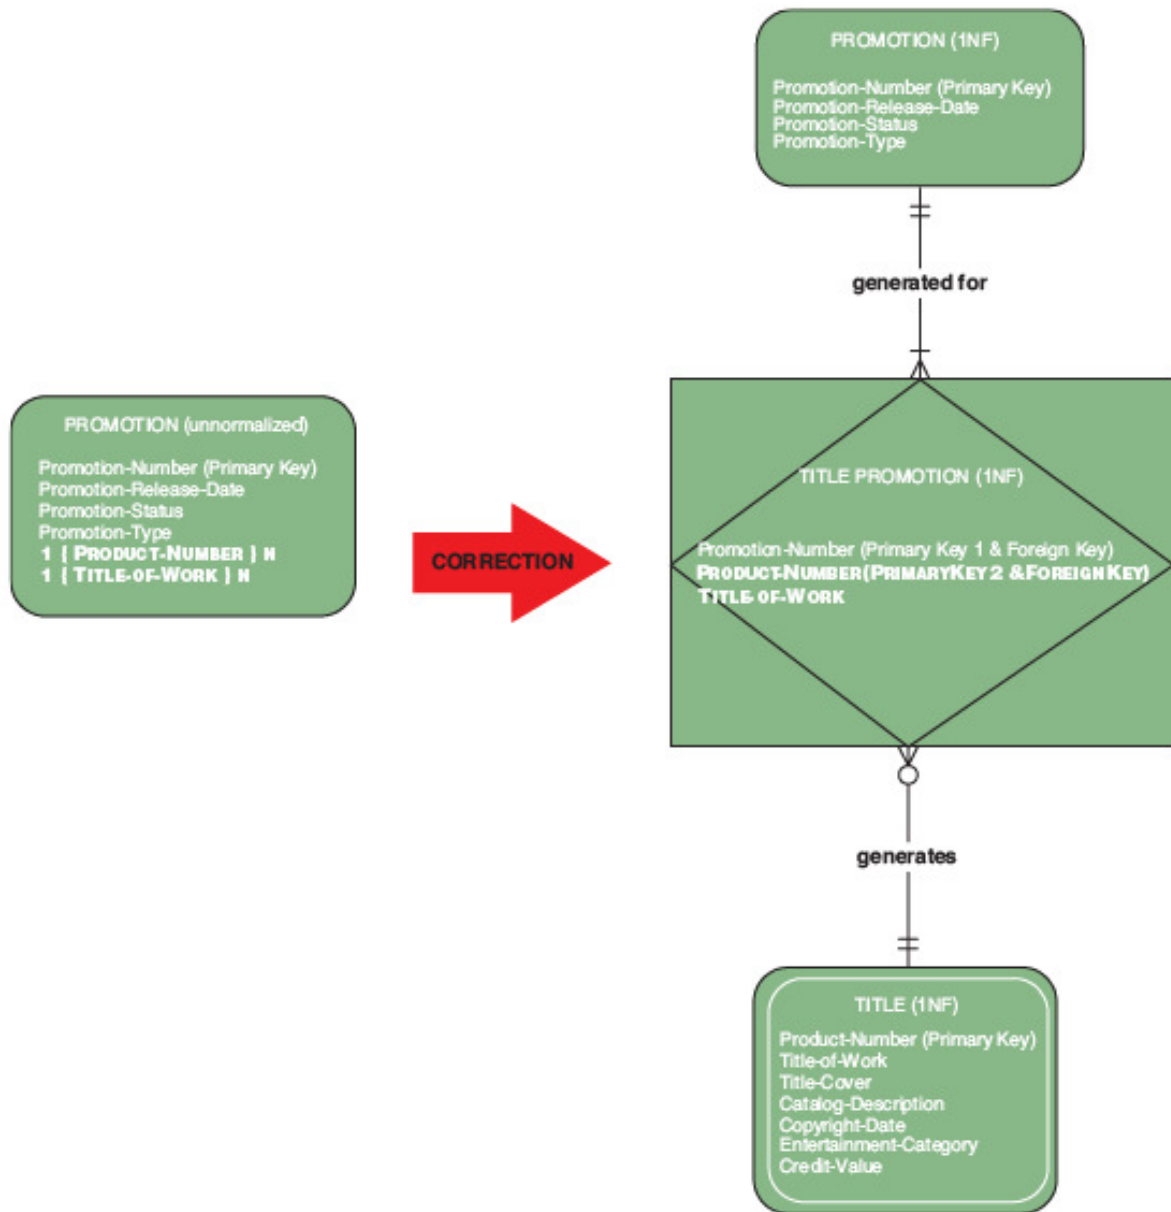 PROMOTION (1NF)
Promotion-Number (Primary Key)
Promotion-Release-Date
Promotion-Status
Promotion-Type
generated for
PROMOTION (unnormalized)
Promotion-Number (Primary Key)
Promotion-Release-Date
Promotion-Status
Promotion-Type
1 { PRODUCT-NUMBER } N
1 { TITLE-OF-WORK } N
CORRECTION
TITLE PROMOTION (1NF)
Promotion-Number (Primary Key 1 & Foreign Key)
PRODUCT-NUMBER (PRIMARY KEY 2 & FOREIGN KEY)
TITLE-OF-WORK
generates
TITLE (1NF)
Product-Number (Primary Key)
Title-of-Work
Title-Cover
Catalog-Description
Copyright-Date
Entertainment-Category
Credit-Value